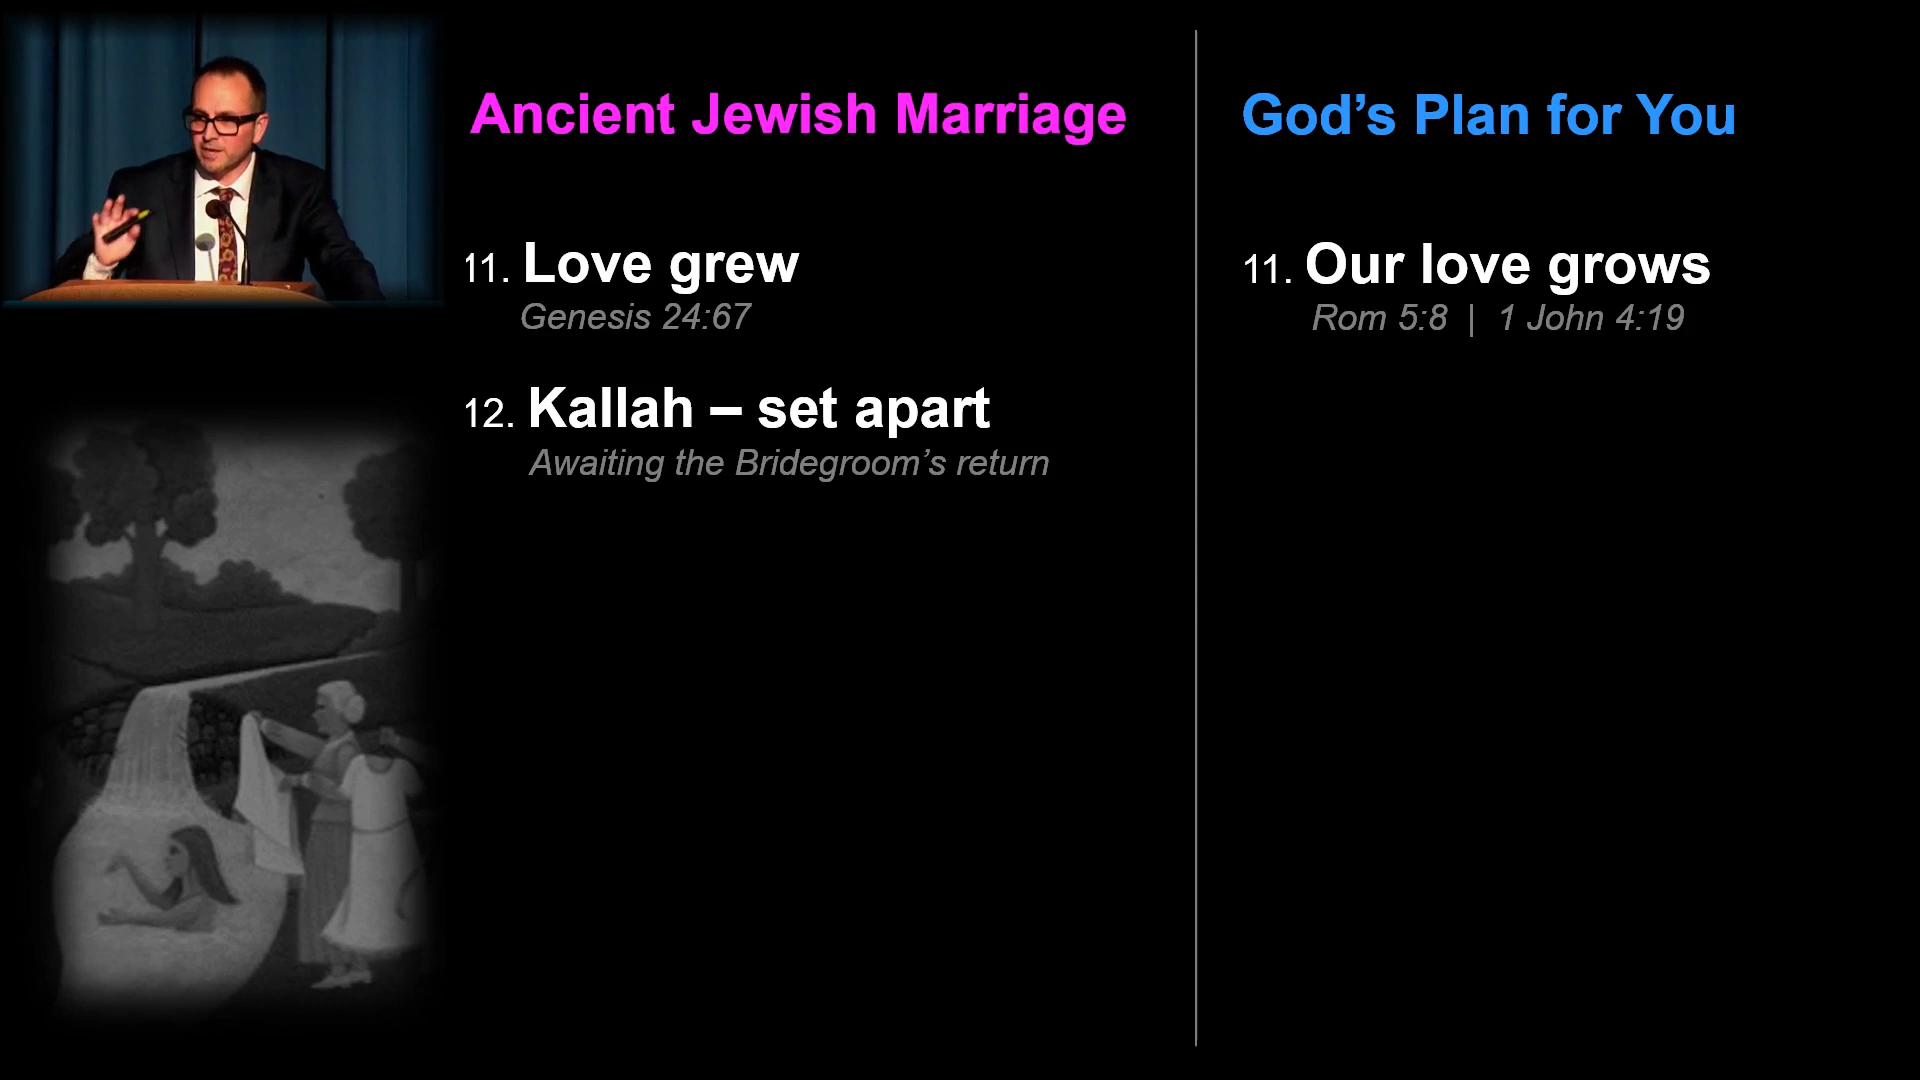 Ancient Jewish Marriage
11. Love grew
Genesis 24:67
12. Kallah – set apart
Awaiting the Bridegroom’s return
God’s Plan for You
11. Our love grows
Rom 5:8 | 1 John 4:19